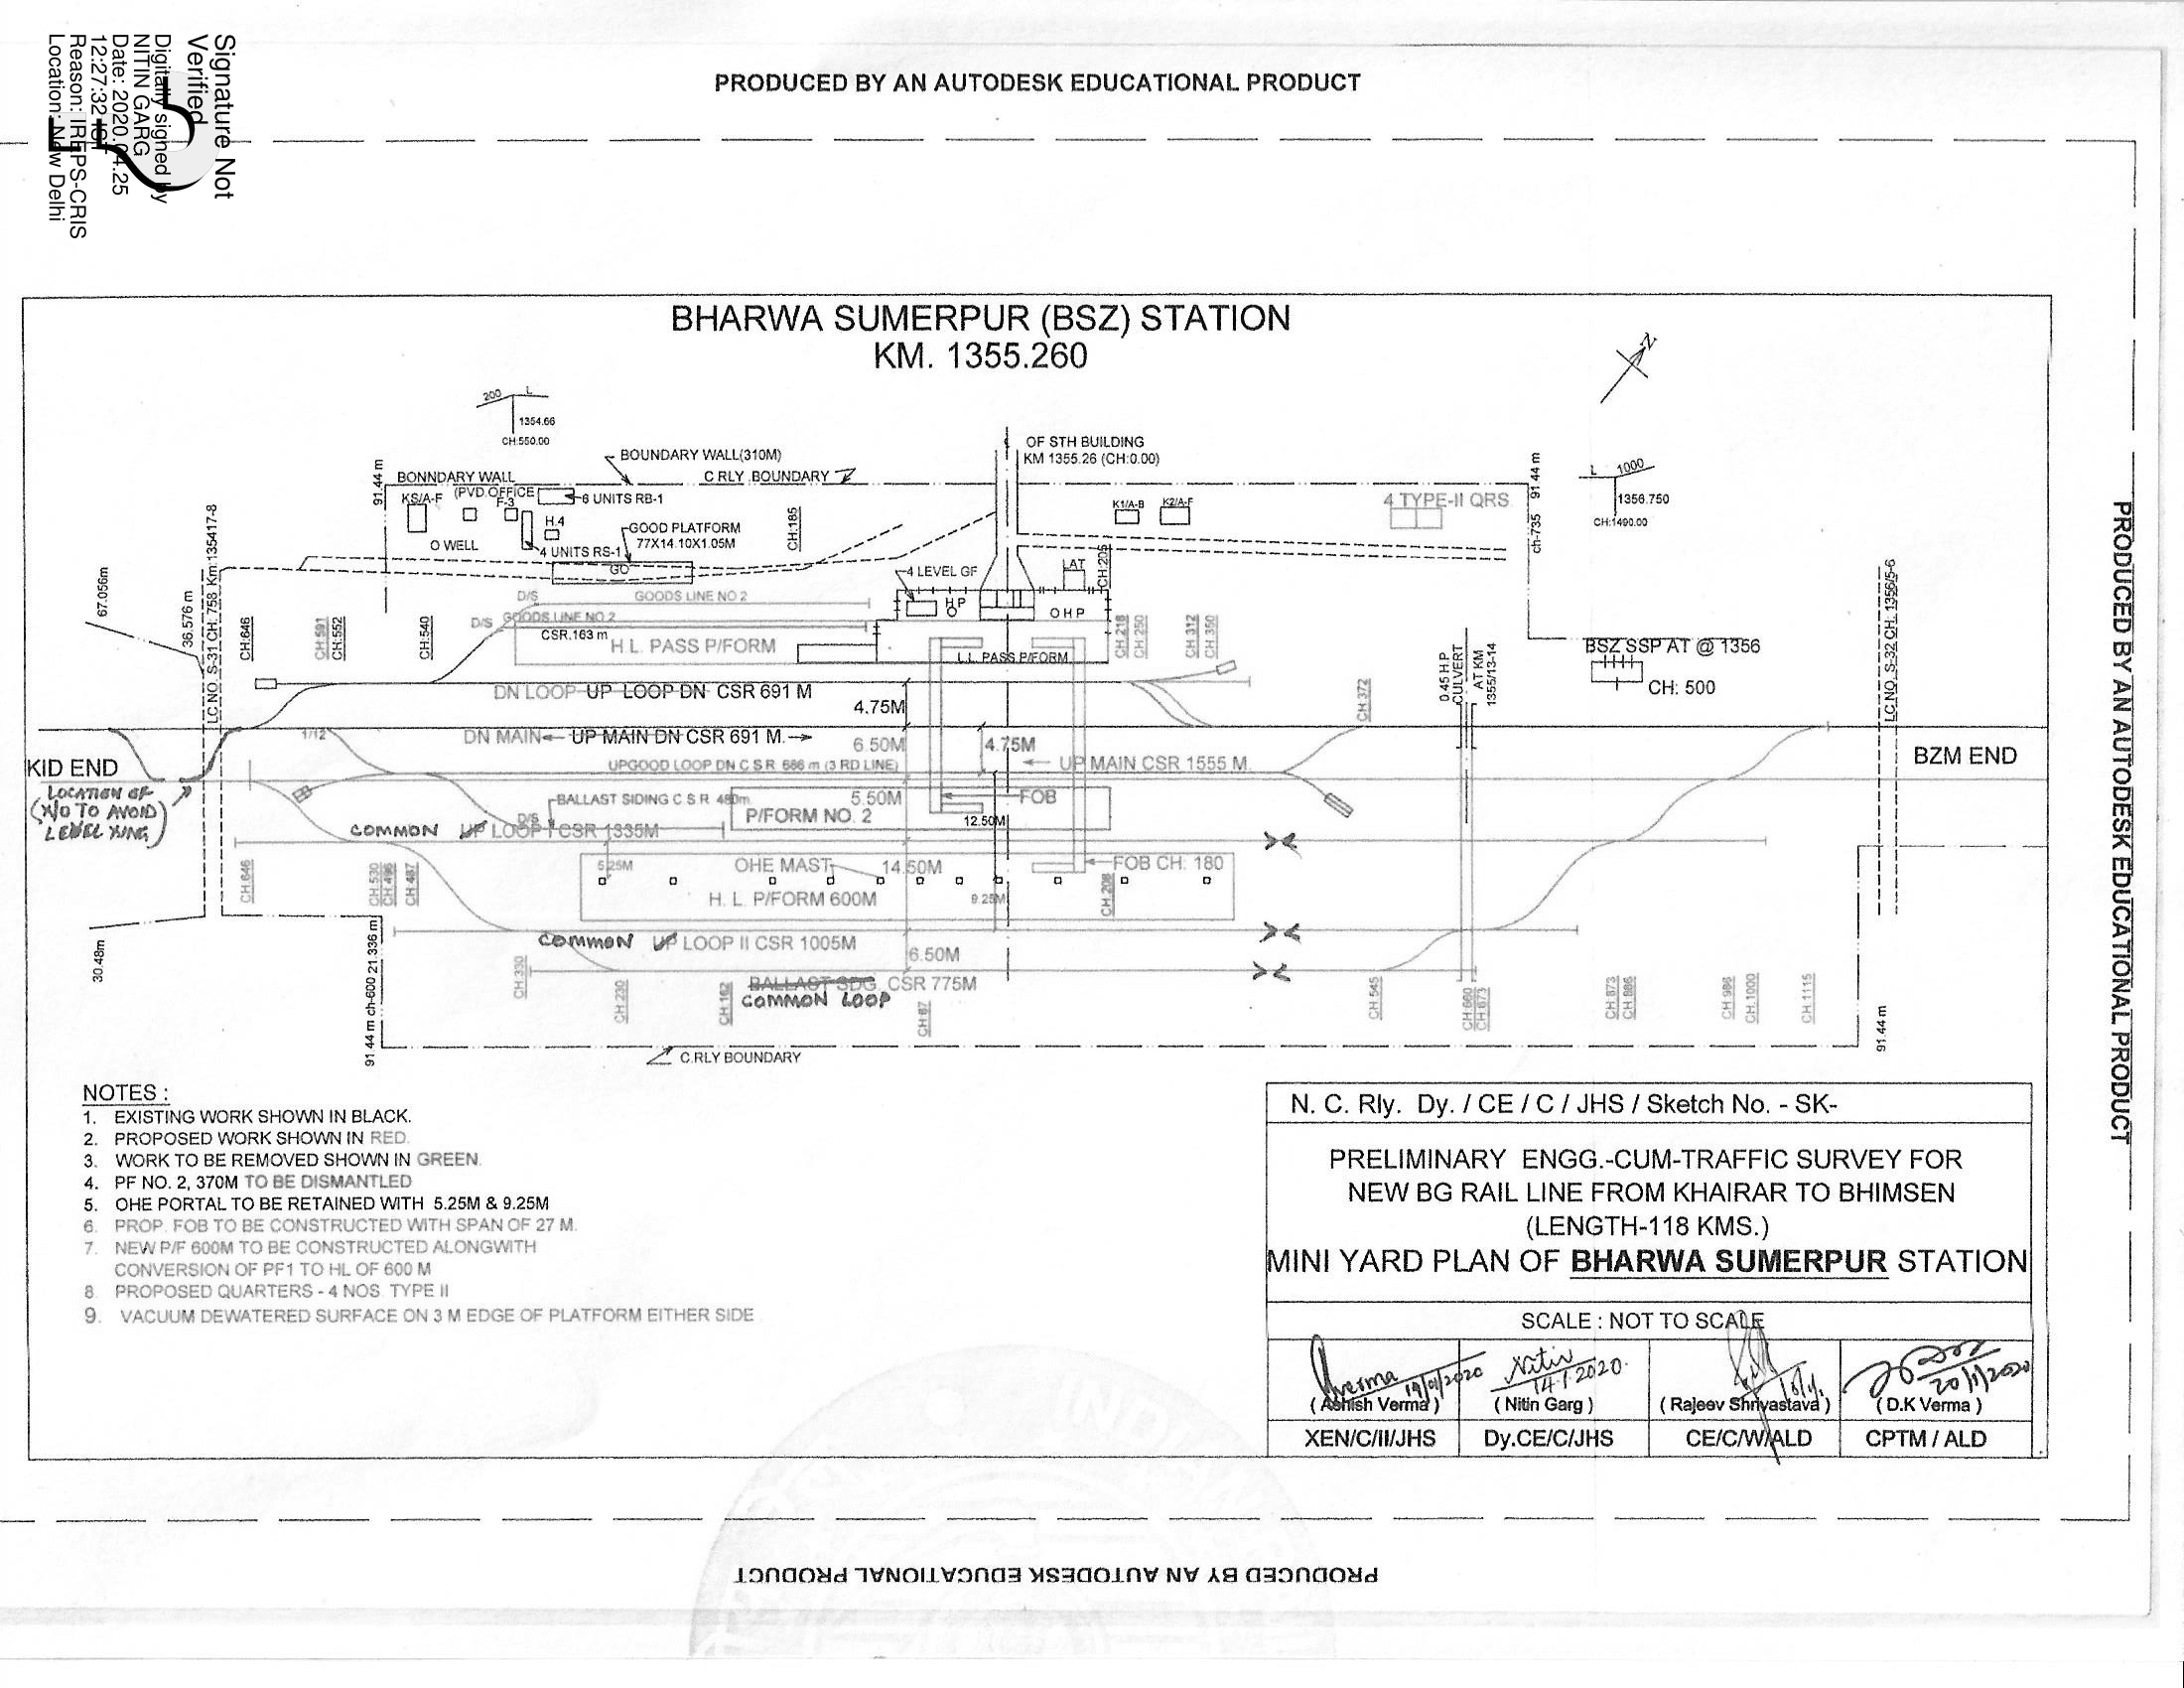 Signature Not
Verified
Digitally signed by
NITIN GARG
Date: 2020.04.25
12:27:32 IST
Reason: IREPS-CRIS
Location: New Delhi
PRODUCED BY AN AUTODESK EDUCATIONAL PRODUCT
BHARWA SUMERPUR (BSZ) STATION
KM. 1355.260
N
200 L
1354.66
CH:550.00
OF STH BUILDING
KM 1355.26 (CH:0.00)
BOUNDARY WALL(310M)
C RLY BOUNDARY
BONNDARY WALL
91.44 m
KS/A-F
(PVD.OFFICE
F-3
6 UNITS RB-1
H.4
O WELL
4 UNITS RS-1
GOOD PLATFORM
77X14.10X1.05M
GO
CH:185
K1/A-B
K2/A-F
4 TYPE-II QRS.
ch-735 91 44 m
L 1000
1356.750
CH:1490.00
67.056m
36.576 m
LC NO. S-31 CH. 758 Km. 135417-8
CH:646
CH:591
CH:552
CH:540
4 LEVEL GF
H P
LAT
CH:205
O H P
D/S GOODS LINE NO 2
D/S GOODS LINE NO 2
CSR.163 m
H.L. PASS P/FORM
L.L. PASS P/FORM
CH 218
CH 250
CH 312
CH 350
0.45 H.P
CULVERT
AT KM
1355/13-14
BSZ SSP AT @ 1356
CH: 500
LC NO. S-32 CH. 1356/5-6
DN LOOP UP LOOP DN CSR 691 M
4.75M
CH 372
1/12
DN MAIN UP MAIN DN CSR 691 M.
6.50M
4.75M
KID END
UPGOOD LOOP DN C S R 686 m (3 RD LINE)
UP MAIN CSR 1555 M.
BZM END
LOCATION OF
(X/O TO AVOID)
LEVEL XING
BALLAST SIDING C S R 480m
5.50M
FOB
D/S
P/FORM NO. 2
12.50M
COMMON UP LOOP I CSR 1335M
5.25M
OHE MAST
14.50M
FOB CH: 180
CH.646
CH.530
CH.496
CH.487
H. L. P/FORM 600M
9.25M
CH.208
COMMON UP LOOP II CSR 1005M
6.50M
30.48m
91.44 m ch-600 21.336 m
CH 330
CH 230
CH 162
BALLAST SDG CSR 775M
COMMON LOOP
CH 67
CH 545
CH 660
CH 673
CH 873
CH 886
CH 986
CH.1000
CH.1115
91.44 m
C.RLY BOUNDARY
NOTES :
1. EXISTING WORK SHOWN IN BLACK.
2. PROPOSED WORK SHOWN IN RED.
3. WORK TO BE REMOVED SHOWN IN GREEN.
4. PF NO. 2, 370M TO BE DISMANTLED
5. OHE PORTAL TO BE RETAINED WITH 5.25M & 9.25M
6. PROP. FOB TO BE CONSTRUCTED WITH SPAN OF 27 M.
7. NEW P/F 600M TO BE CONSTRUCTED ALONGWITH
CONVERSION OF PF1 TO HL OF 600 M
8. PROPOSED QUARTERS - 4 NOS TYPE II
9. VACUUM DEWATERED SURFACE ON 3 M EDGE OF PLATFORM EITHER SIDE
N. C. Rly. Dy. / CE / C / JHS / Sketch No. - SK-
PRELIMINARY ENGG.-CUM-TRAFFIC SURVEY FOR
NEW BG RAIL LINE FROM KHAIRAR TO BHIMSEN
(LENGTH-118 KMS.)
MINI YARD PLAN OF BHARWA SUMERPUR STATION
SCALE : NOT TO SCALE
Nitin
14.1.2020
20/1/2020
( Ashish Verma )
( Nitin Garg )
( Rajeev Shrivastava )
( D.K Verma )
XEN/C/II/JHS
Dy.CE/C/JHS
CE/C/W/ALD
CPTM / ALD
PRODUCED BY AN AUTODESK EDUCATIONAL PRODUCT
PRODUCED BY AN AUTODESK EDUCATIONAL PRODUCT